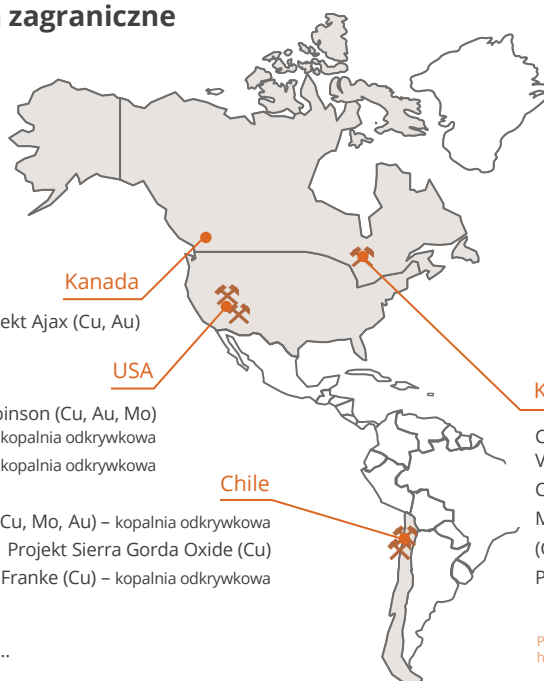 zagraniczne
Kanada
ekt Ajax (Cu, Au)
USA
binson (Cu, Au, Mo)
kopalnia odkrywkowa
kopalnia odkrywkowa
Chile
(Cu, Mo, Au) – kopalnia odkrywkowa
Projekt Sierra Gorda Oxide (Cu)
Franke (Cu) – kopalnia odkrywkowa
..
K
C
V
C
M
(C
P
P
h